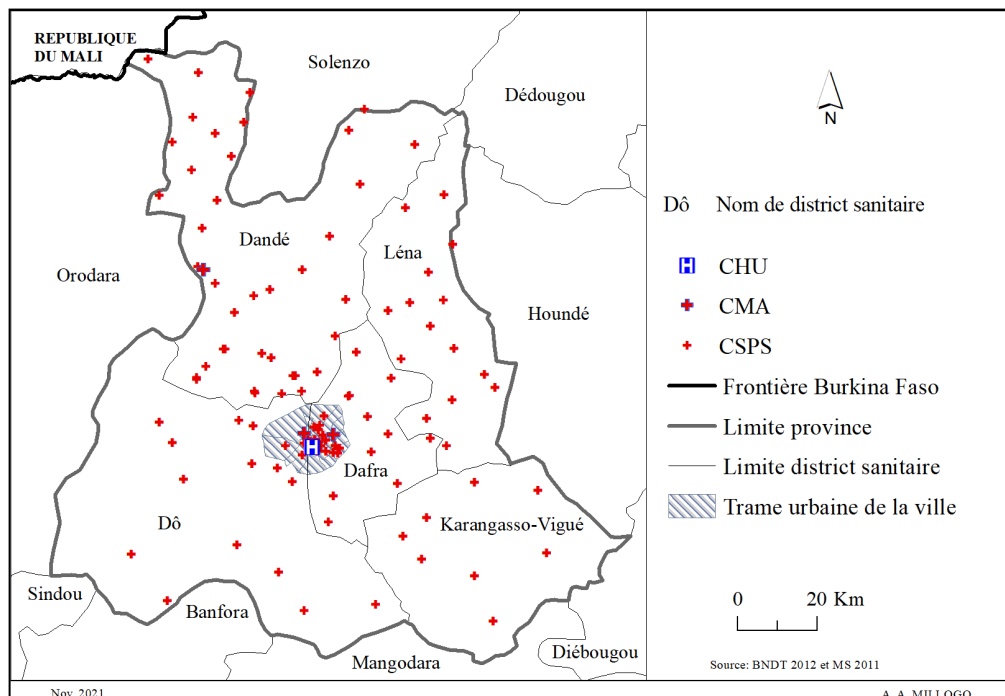 REPUBLIQUE
DU MALI
Solenzo
Dédougou
N
Dô Nom de district sanitaire
Dandé
Léna
Orodara
H CHU
CMA
Houndé
CSPS
Frontière Burkina Faso
Limite province
H
Limite district sanitaire
Dafra
Trame urbaine de la ville
Dô
Karangasso-Vigué
Sindou
Banfora
0 20 Km
Diébougou
Mangodara
Source: BNDT 2012 et MS 2011
Nov. 2021
A. A. MILLOGO